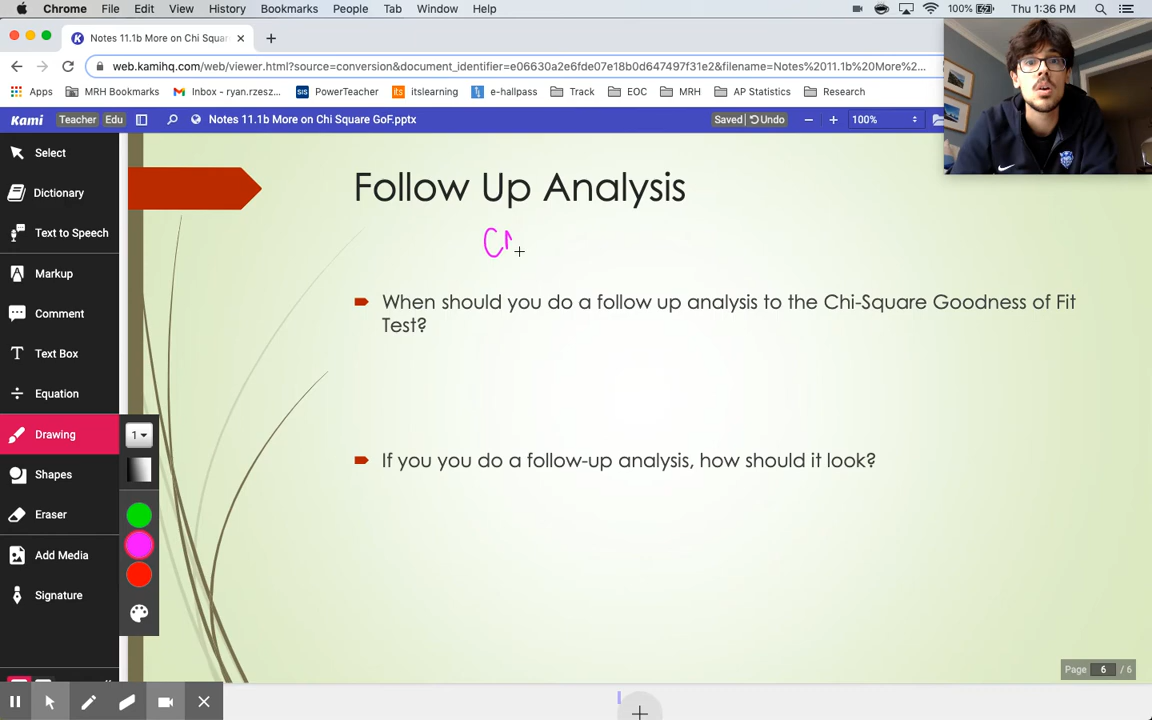 Chrome File Edit View History Bookmarks People Tab Window Help 100% Thu 1:36 PM
Notes 11.1b More on Chi Squar
web.kamihq.com/web/viewer.html?source=conversion&document_identifier=e06630a2e6fde07e18b0d647497f31e2&filename=Notes%2011.1b%20More%2...
Apps MRH Bookmarks Inbox - ryan.rzesz... SIS PowerTeacher its itslearning e-hallpass Track EOC MRH AP Statistics Research
Kami Teacher Edu Notes 11.1b More on Chi Square GoF.pptx Saved Undo 100%
Select
Dictionary
Text to Speech
Markup
Comment
Text Box
Equation
Drawing
Shapes
Eraser
Add Media
Signature
1
Follow Up Analysis
When should you do a follow up analysis to the Chi-Square Goodness of Fit
Test?
If you you do a follow-up analysis, how should it look?
Page 6 / 6